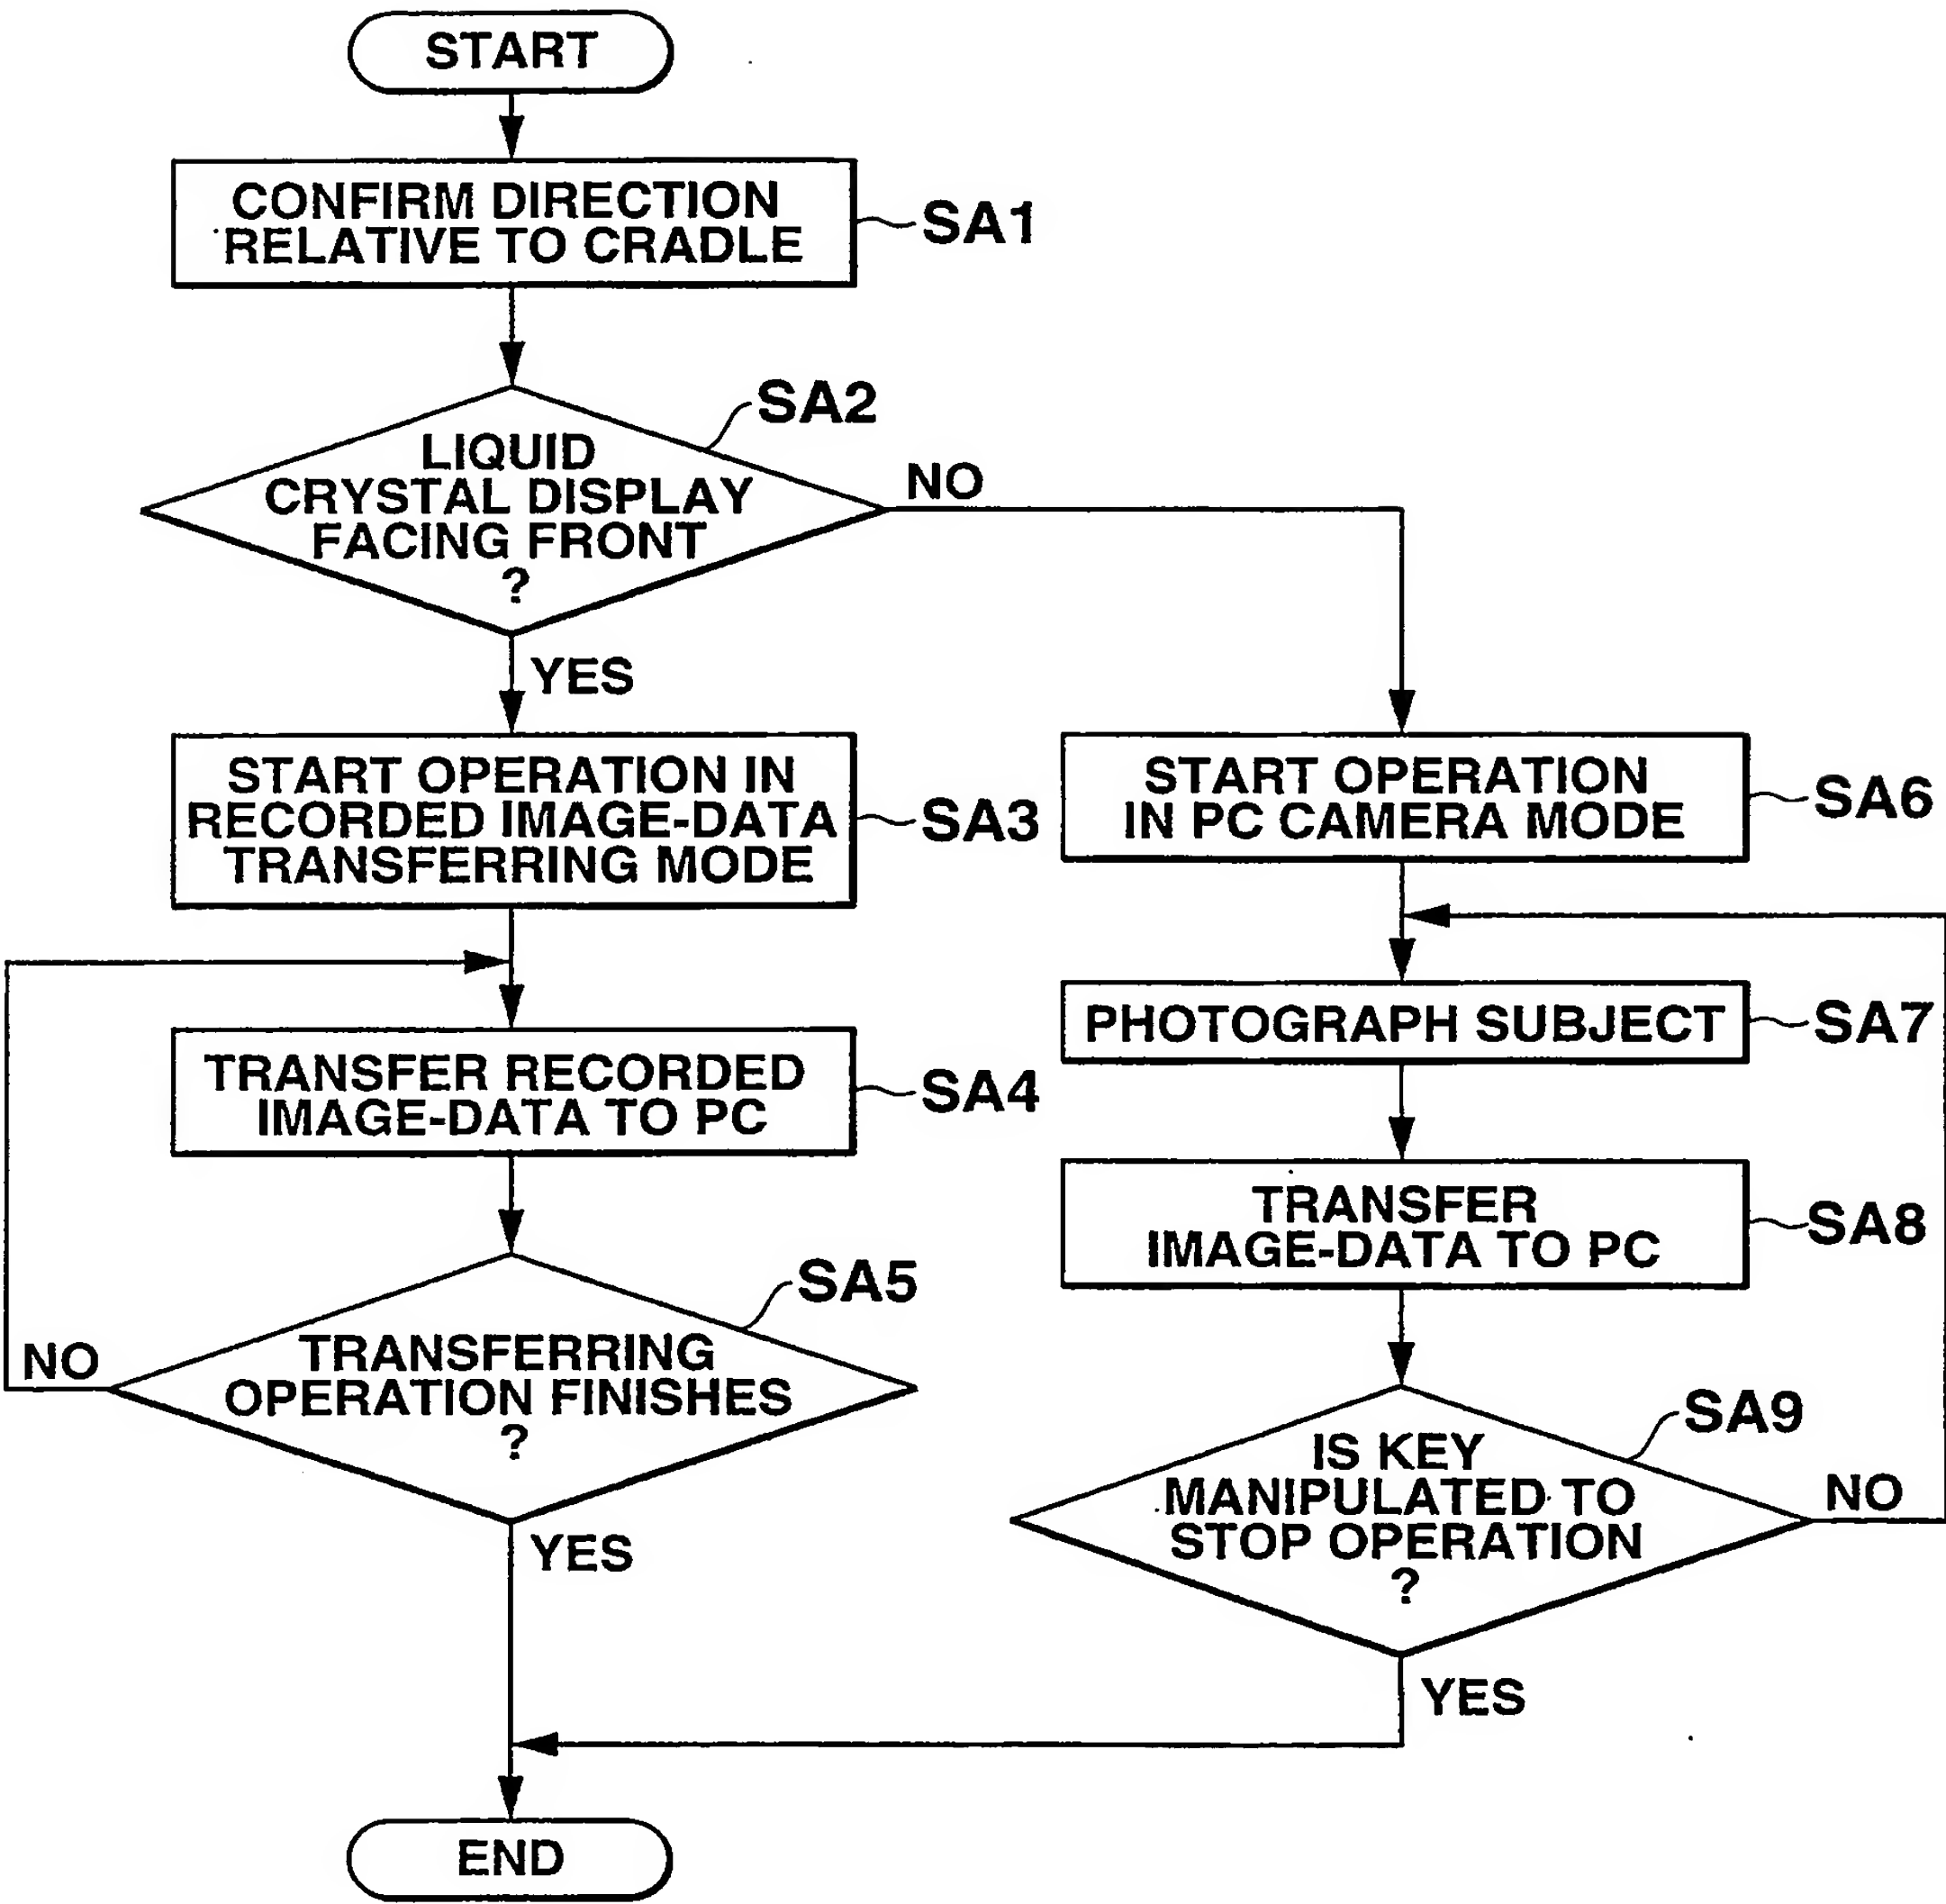 START
CONFIRM DIRECTION
RELATIVE TO CRADLE
SA1
SA2
LIQUID
CRYSTAL DISPLAY
FACING FRONT
?
NO
YES
START OPERATION IN
RECORDED IMAGE-DATA
TRANSFERRING MODE
SA3
START OPERATION
IN PC CAMERA MODE
SA6
PHOTOGRAPH SUBJECT
SA7
TRANSFER RECORDED
IMAGE-DATA TO PC
SA4
TRANSFER
IMAGE-DATA TO PC
SA8
SA5
TRANSFERRING
OPERATION FINISHES
?
NO
YES
SA9
IS KEY
MANIPULATED TO
STOP OPERATION
?
NO
YES
END